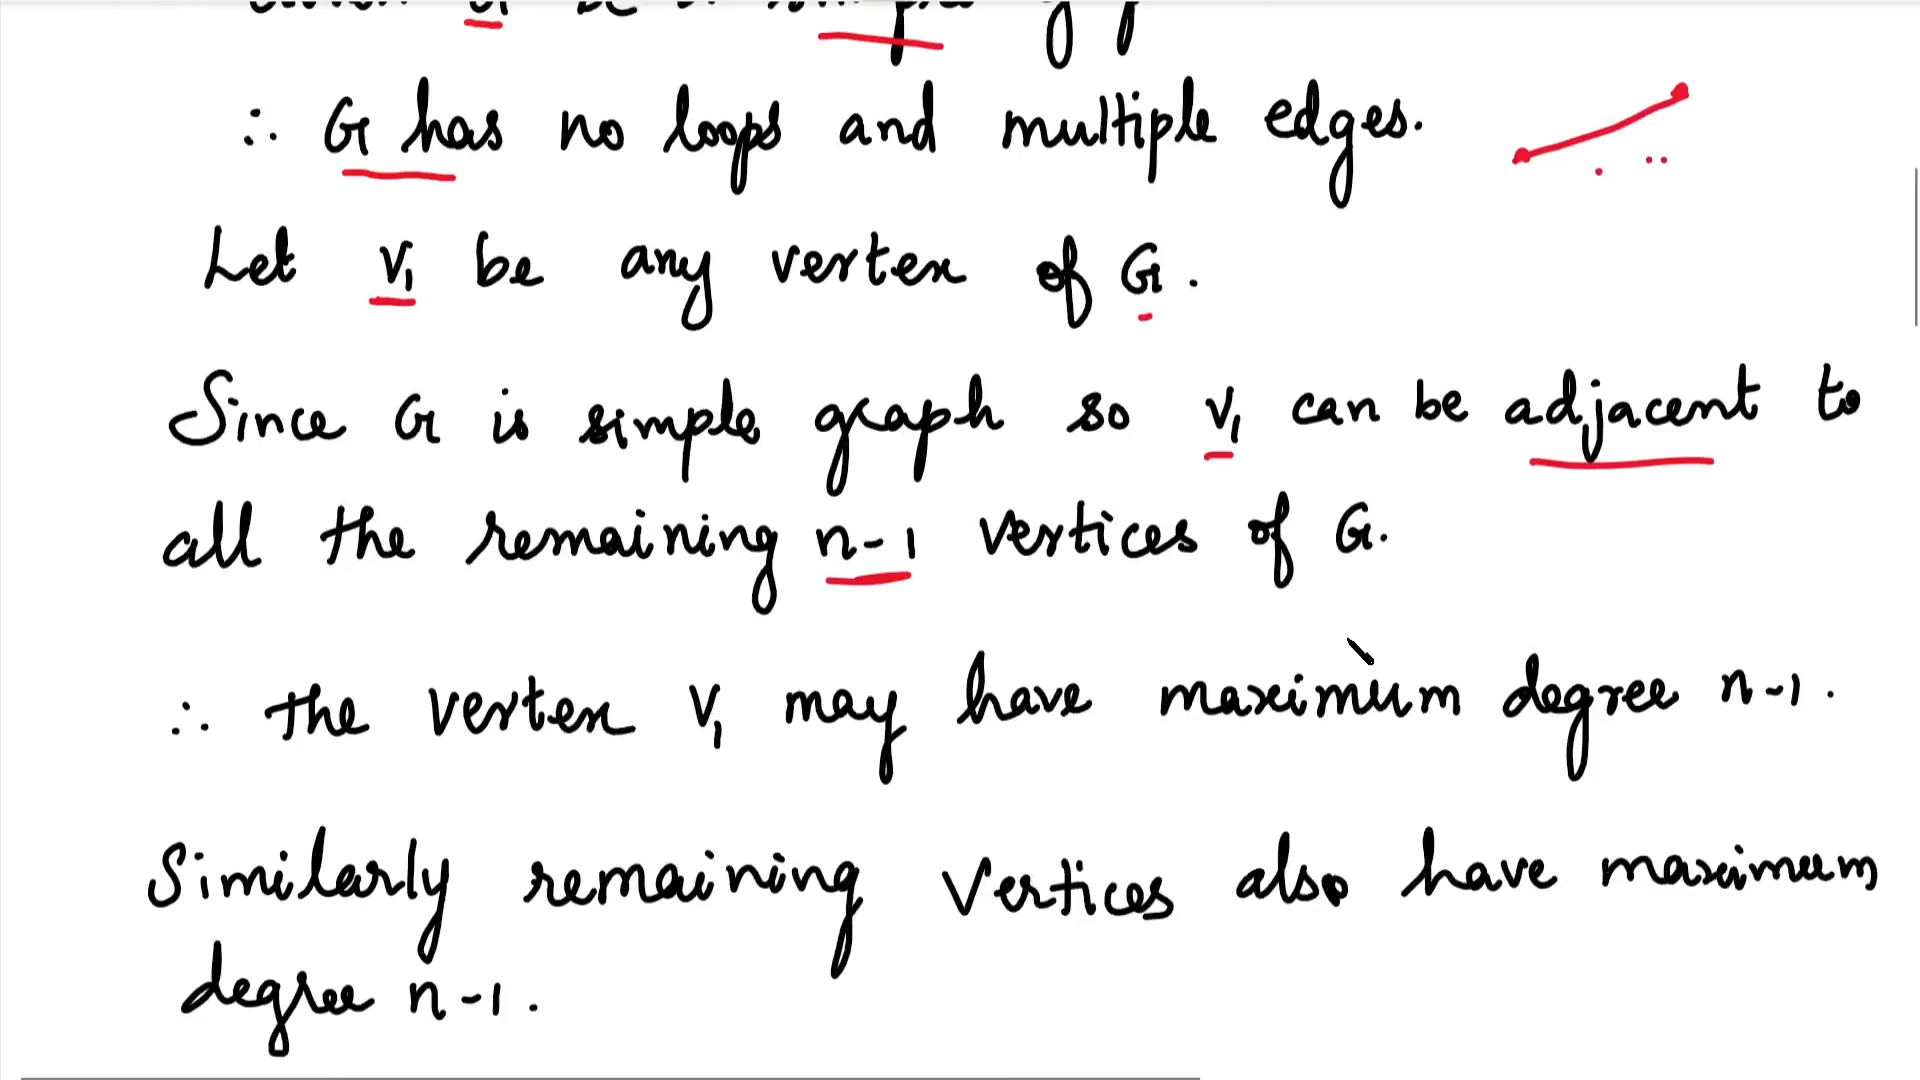 be a
∴ G has no loops and multiple edges.
Let V₁ be any vertex of G.
Since G is simple graph so V₁ can be adjacent to
all the remaining n-1 vertices of G.
∴ the vertex V₁ may have maximum degree n-1.
Similarly remaining Vertices also have maximum
degree n-1.